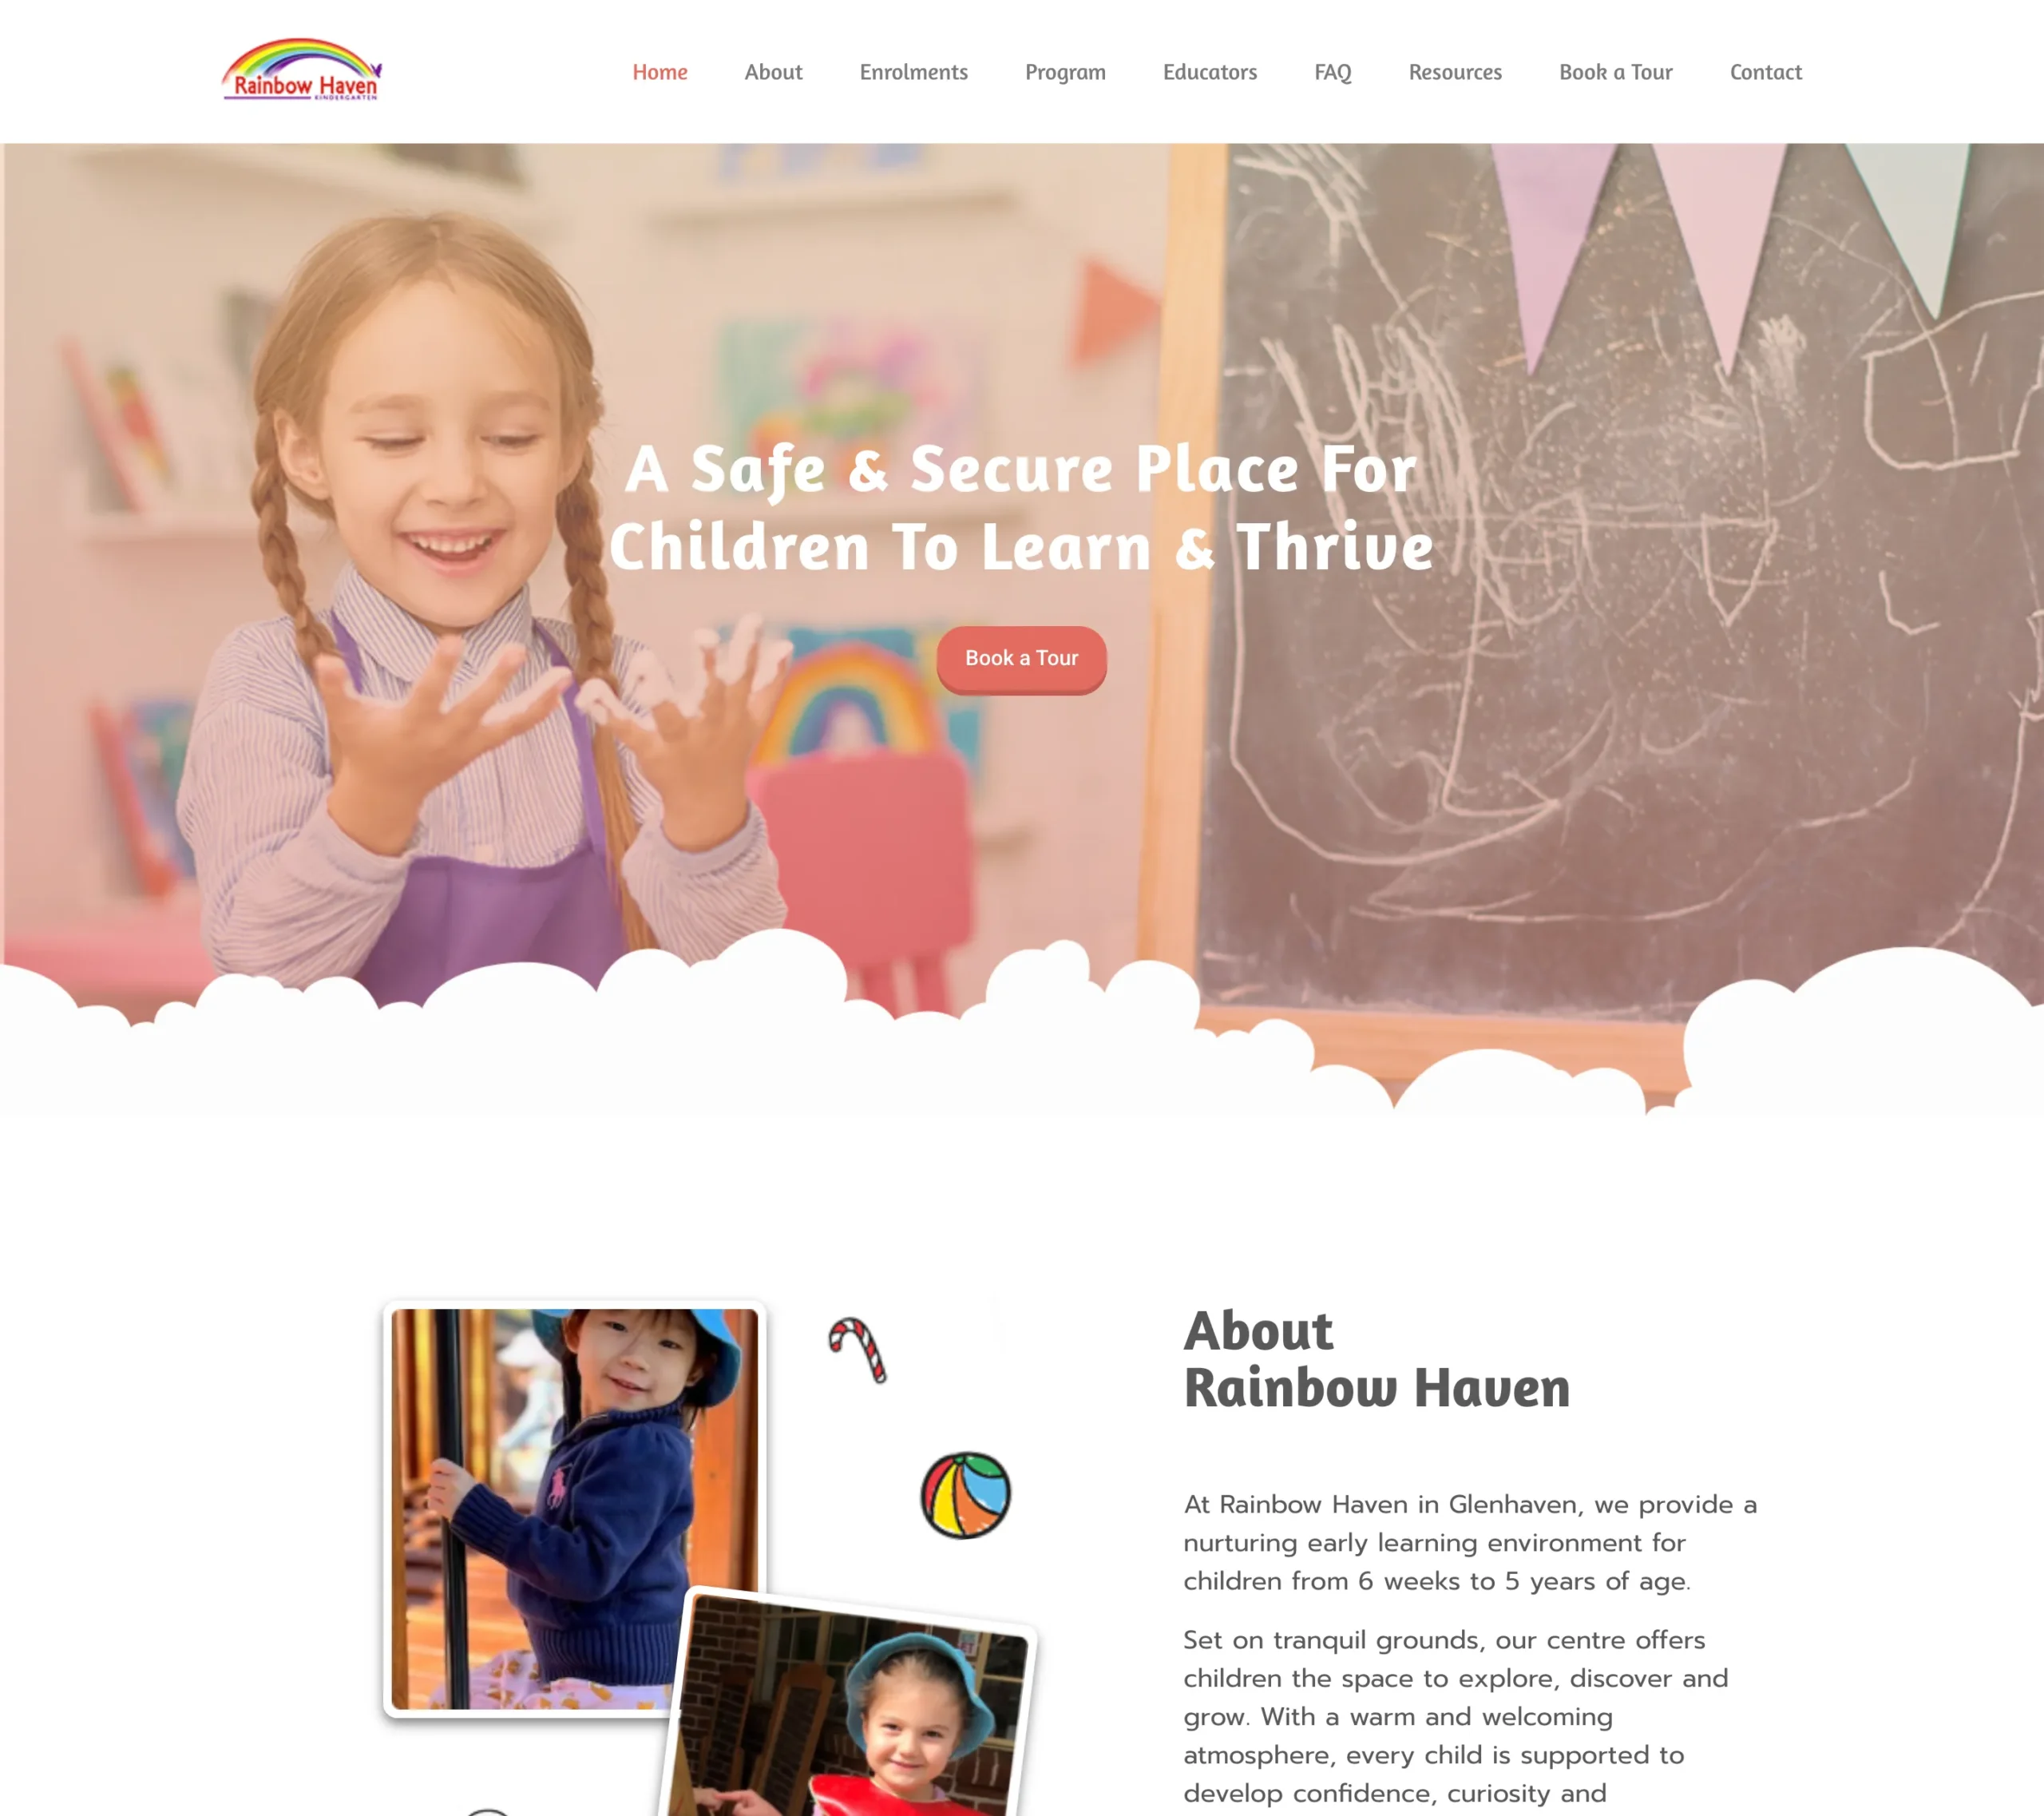 Rainbow Haven
KINDERGARTEN
Home About Enrolments Program Educators FAQ Resources Book a Tour Contact
A Safe & Secure Place For
Children To Learn & Thrive
Book a Tour
About
Rainbow Haven
At Rainbow Haven in Glenhaven, we provide a
nurturing early learning environment for
children from 6 weeks to 5 years of age.
Set on tranquil grounds, our centre offers
children the space to explore, discover and
grow. With a warm and welcoming
atmosphere, every child is supported to
develop confidence, curiosity and